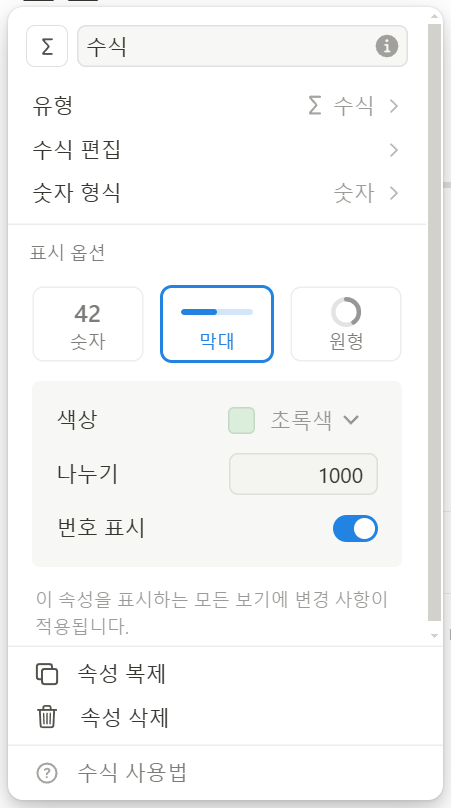 Σ 수식
유형 Σ 수식
수식 편집
숫자 형식 숫자
표시 옵션
42
숫자 막대 원형
색상 초록색
나누기 1000
번호 표시
이 속성을 표시하는 모든 보기에 변경 사항이
적용됩니다.
속성 복제
속성 삭제
수식 사용법